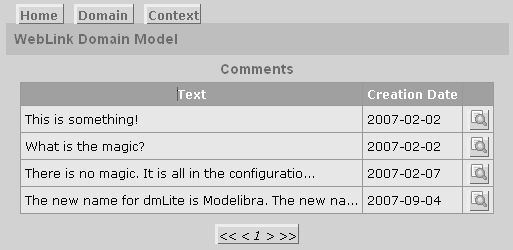 Home Domain Context
WebLink Domain Model
Comments
Text Creation Date
This is something! 2007-02-02
What is the magic? 2007-02-02
There is no magic. It is all in the configuratio... 2007-02-07
The new name for dmLite is Modelibra. The new na... 2007-09-04
<< < 1 > >>